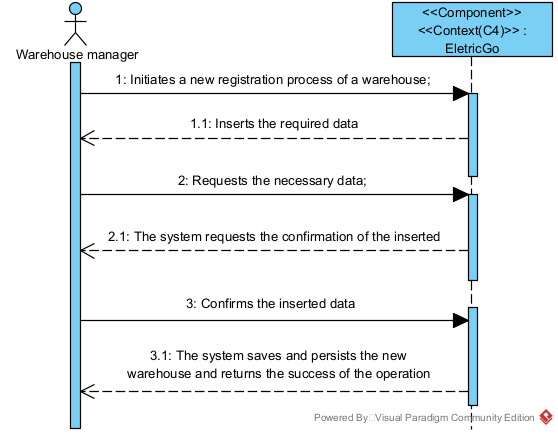 <<Component>>
<<Context(C4)>> :
EletricGo
Warehouse manager
1: Initiates a new registration process of a warehouse;
1.1: Inserts the required data
2: Requests the necessary data;
2.1: The system requests the confirmation of the inserted
3: Confirms the inserted data
3.1: The system saves and persists the new
warehouse and returns the success of the operation
Powered By Visual Paradigm Community Edition